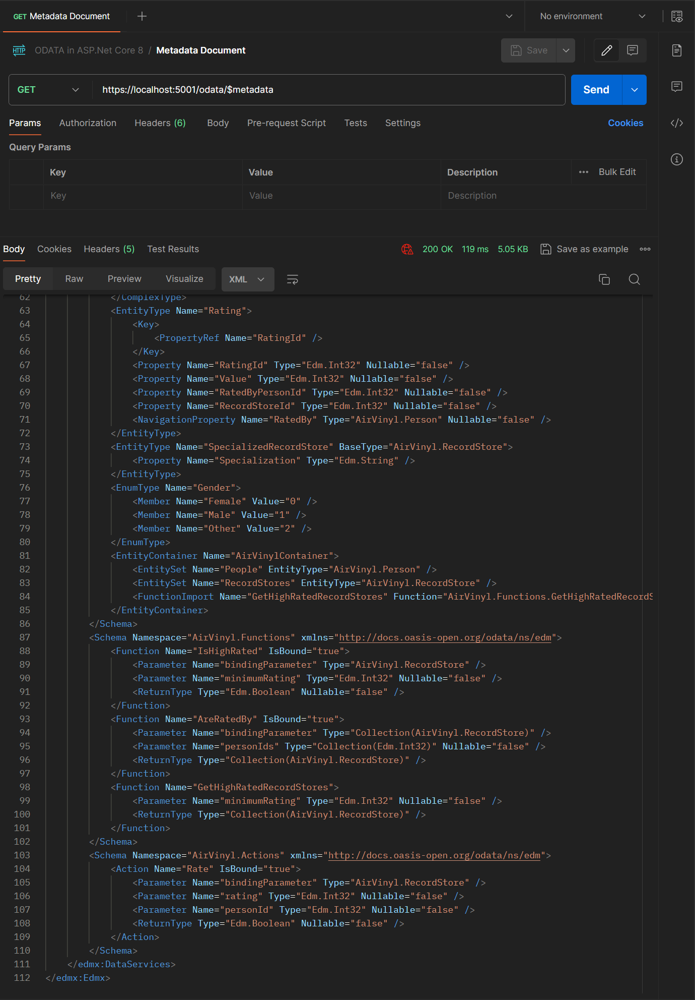 GET Metadata Document
No environment
HTTP ODATA in ASP.Net Core 8 / Metadata Document
Save
GET https://localhost:5001/odata/$metadata
Send
Params Authorization Headers (6) Body Pre-request Script Tests Settings Cookies
Query Params
Key Value Description Bulk Edit
Key Value Description
Body Cookies Headers (5) Test Results 200 OK 119 ms 5.05 KB Save as example
Pretty Raw Preview Visualize XML
62 </ComplexType>
63 <EntityType Name="Rating">
64 <Key>
65 <PropertyRef Name="RatingId" />
66 </Key>
67 <Property Name="RatingId" Type="Edm.Int32" Nullable="false" />
68 <Property Name="Value" Type="Edm.Int32" Nullable="false" />
69 <Property Name="RatedByPersonId" Type="Edm.Int32" Nullable="false" />
70 <Property Name="RecordStoreId" Type="Edm.Int32" Nullable="false" />
71 <NavigationProperty Name="RatedBy" Type="AirVinyl.Person" Nullable="false" />
72 </EntityType>
73 <EntityType Name="SpecializedRecordStore" BaseType="AirVinyl.RecordStore">
74 <Property Name="Specialization" Type="Edm.String" />
75 </EntityType>
76 <EnumType Name="Gender">
77 <Member Name="Female" Value="0" />
78 <Member Name="Male" Value="1" />
79 <Member Name="Other" Value="2" />
80 </EnumType>
81 <EntityContainer Name="AirVinylContainer">
82 <EntitySet Name="People" EntityType="AirVinyl.Person" />
83 <EntitySet Name="RecordStores" EntityType="AirVinyl.RecordStore" />
84 <FunctionImport Name="GetHighRatedRecordStores" Function="AirVinyl.Functions.GetHighRatedRecordS
85 </EntityContainer>
86 </Schema>
87 <Schema Namespace="AirVinyl.Functions" xmlns="http://docs.oasis-open.org/odata/ns/edm">
88 <Function Name="IsHighRated" IsBound="true">
89 <Parameter Name="bindingParameter" Type="AirVinyl.RecordStore" />
90 <Parameter Name="minimumRating" Type="Edm.Int32" Nullable="false" />
91 <ReturnType Type="Edm.Boolean" Nullable="false" />
92 </Function>
93 <Function Name="AreRatedBy" IsBound="true">
94 <Parameter Name="bindingParameter" Type="Collection(AirVinyl.RecordStore)" />
95 <Parameter Name="personIds" Type="Collection(Edm.Int32)" Nullable="false" />
96 <ReturnType Type="Collection(AirVinyl.RecordStore)" />
97 </Function>
98 <Function Name="GetHighRatedRecordStores">
99 <Parameter Name="minimumRating" Type="Edm.Int32" Nullable="false" />
100 <ReturnType Type="Collection(AirVinyl.RecordStore)" />
101 </Function>
102 </Schema>
103 <Schema Namespace="AirVinyl.Actions" xmlns="http://docs.oasis-open.org/odata/ns/edm">
104 <Action Name="Rate" IsBound="true">
105 <Parameter Name="bindingParameter" Type="AirVinyl.RecordStore" />
106 <Parameter Name="rating" Type="Edm.Int32" Nullable="false" />
107 <Parameter Name="personId" Type="Edm.Int32" Nullable="false" />
108 <ReturnType Type="Edm.Boolean" Nullable="false" />
109 </Action>
110 </Schema>
111 </edmx:DataServices>
112 </edmx:Edmx>